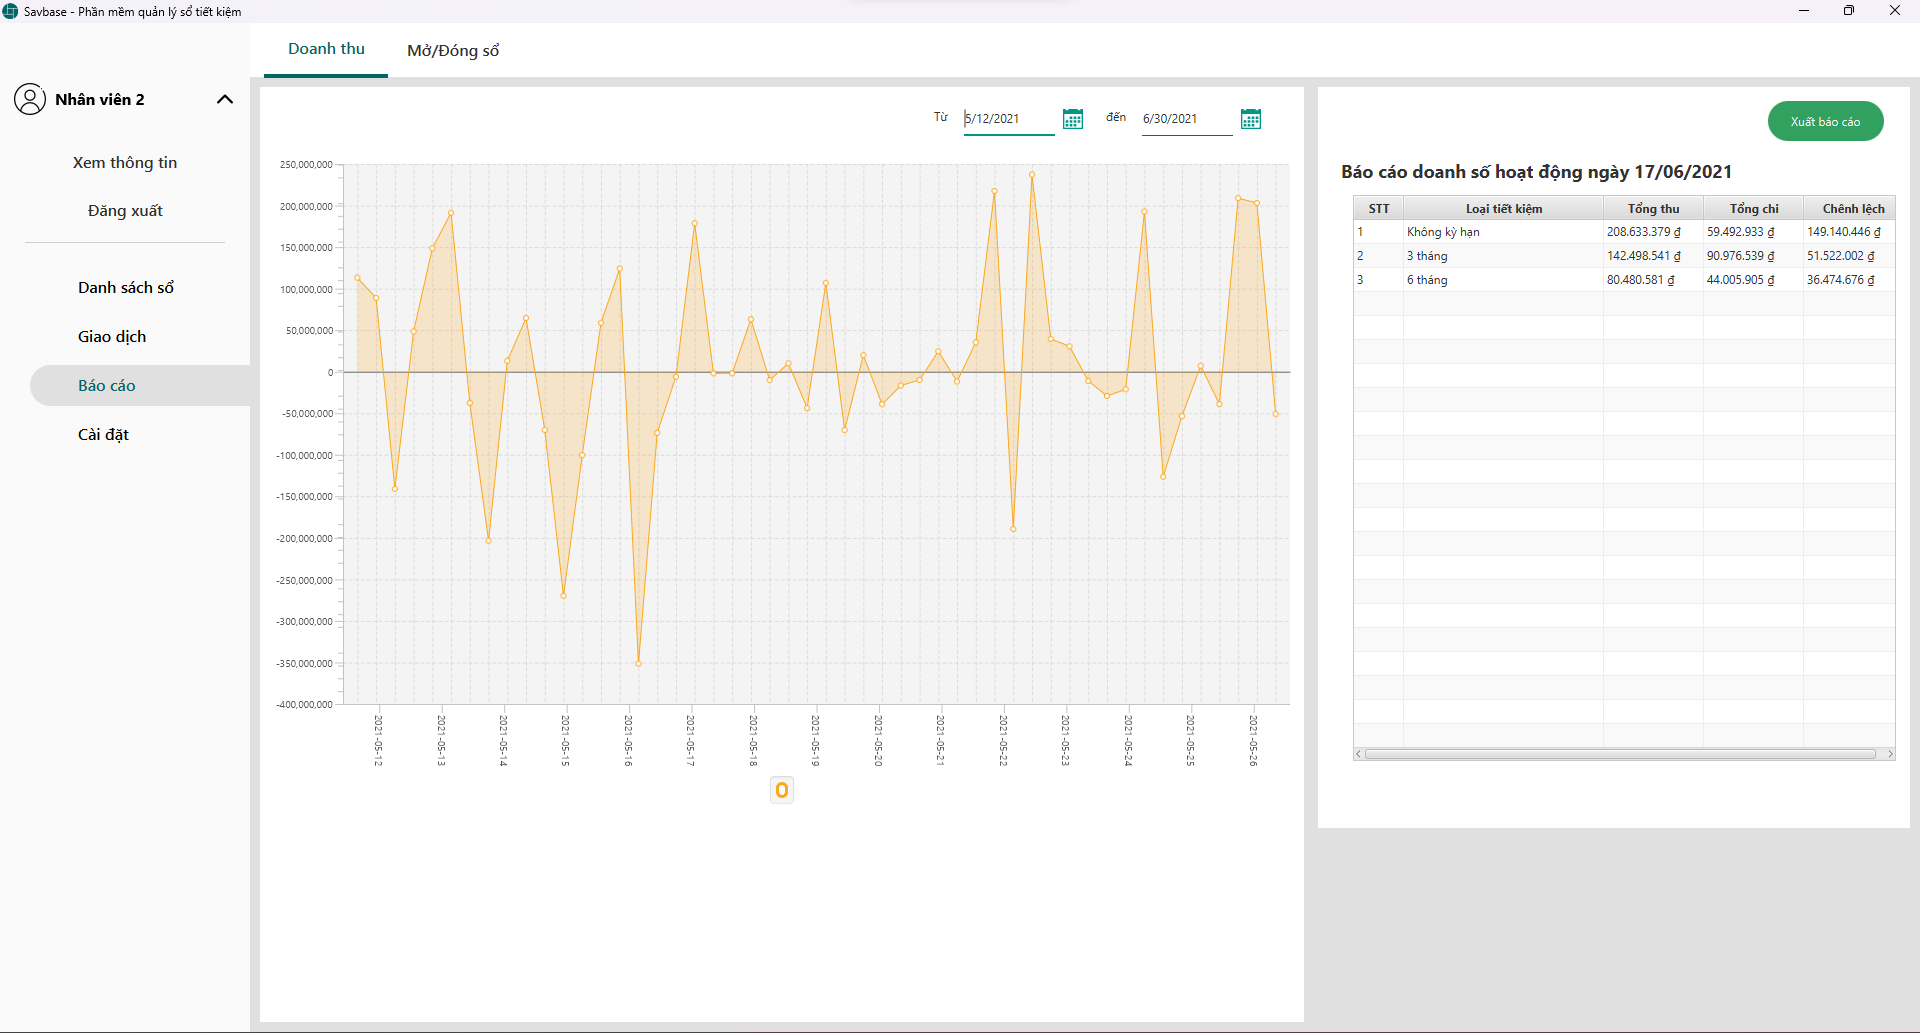 Savbase - Phần mềm quản lý sổ tiết kiệm
Nhân viên 2
Xem thông tin
Đăng xuất
Danh sách sổ
Giao dịch
Báo cáo
Cài đặt
Doanh thu
Mở/Đóng sổ
Từ 5/12/2021 đến 6/30/2021
250,000,000
200,000,000
150,000,000
100,000,000
50,000,000
0
-50,000,000
-100,000,000
-150,000,000
-200,000,000
-250,000,000
-300,000,000
-350,000,000
-400,000,000
2021-05-12
2021-05-13
2021-05-14
2021-05-15
2021-05-16
2021-05-17
2021-05-18
2021-05-19
2021-05-20
2021-05-21
2021-05-22
2021-05-23
2021-05-24
2021-05-25
2021-05-26
Xuất báo cáo
Báo cáo doanh số hoạt động ngày 17/06/2021
STT Loại tiết kiệm Tổng thu Tổng chi Chênh lệch
1 Không kỳ hạn 208.633.379 ₫ 59.492.933 ₫ 149.140.446 ₫
2 3 tháng 142.498.541 ₫ 90.976.539 ₫ 51.522.002 ₫
3 6 tháng 80.480.581 ₫ 44.005.905 ₫ 36.474.676 ₫